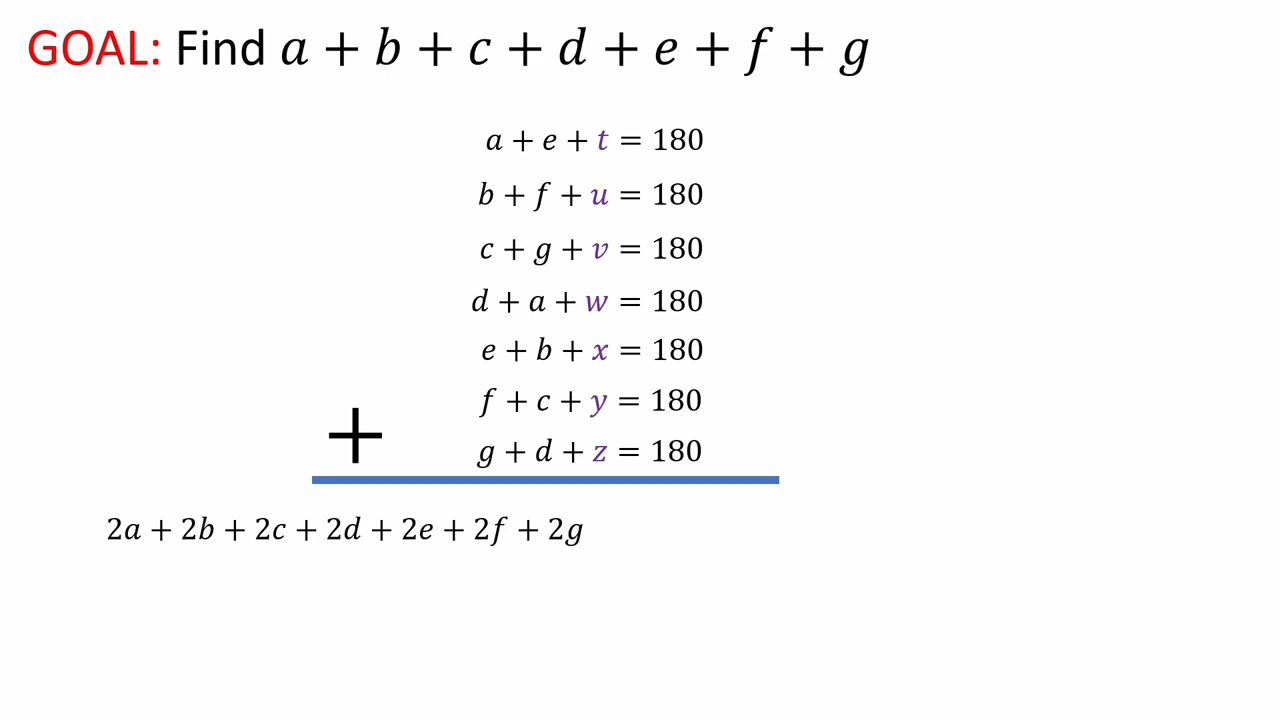 GOAL: Find a + b + c + d + e + f + g
a + e + t = 180
b + f + u = 180
c + g + v = 180
d + a + w = 180
e + b + x = 180
f + c + y = 180
+ g + d + z = 180
2a + 2b + 2c + 2d + 2e + 2f + 2g